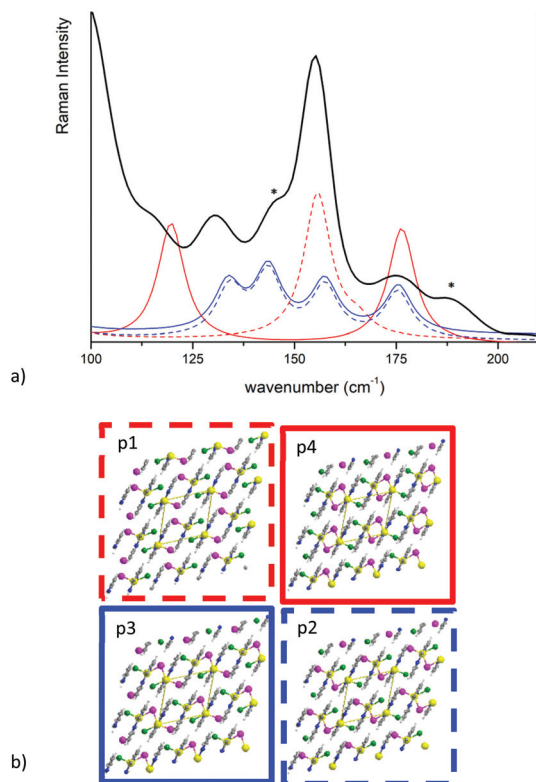 Raman Intensity
*
*
100 125 150 175 200
wavenumber (cm⁻¹)
a)
p1
p4
p3
p2
b)